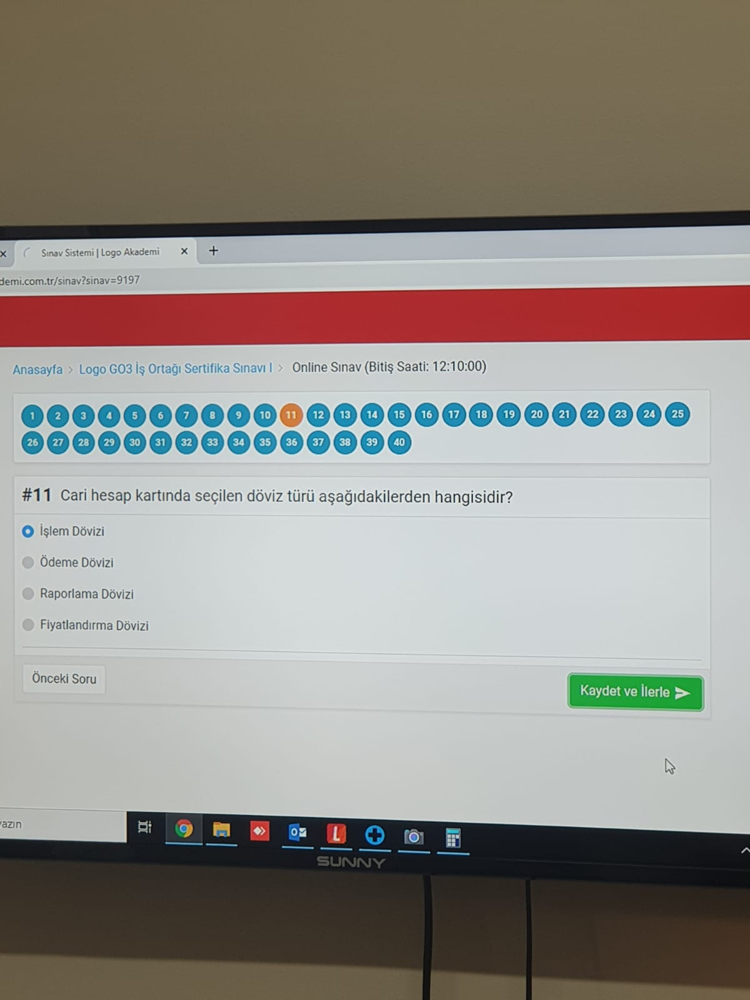 Sınav Sistemi | Logo Akademi
demi.com.tr/sinav?sinav=9197
Anasayfa > Logo GO3 İş Ortağı Sertifika Sınavı I > Online Sınav (Bitiş Saati: 12:10:00)
1 2 3 4 5 6 7 8 9 10 11 12 13 14 15 16 17 18 19 20 21 22 23 24 25
26 27 28 29 30 31 32 33 34 35 36 37 38 39 40
#11 Cari hesap kartında seçilen döviz türü aşağıdakilerden hangisidir?
İşlem Dövizi
Ödeme Dövizi
Raporlama Dövizi
Fiyatlandırma Dövizi
Önceki Soru
Kaydet ve İlerle
yazın
SUNNY